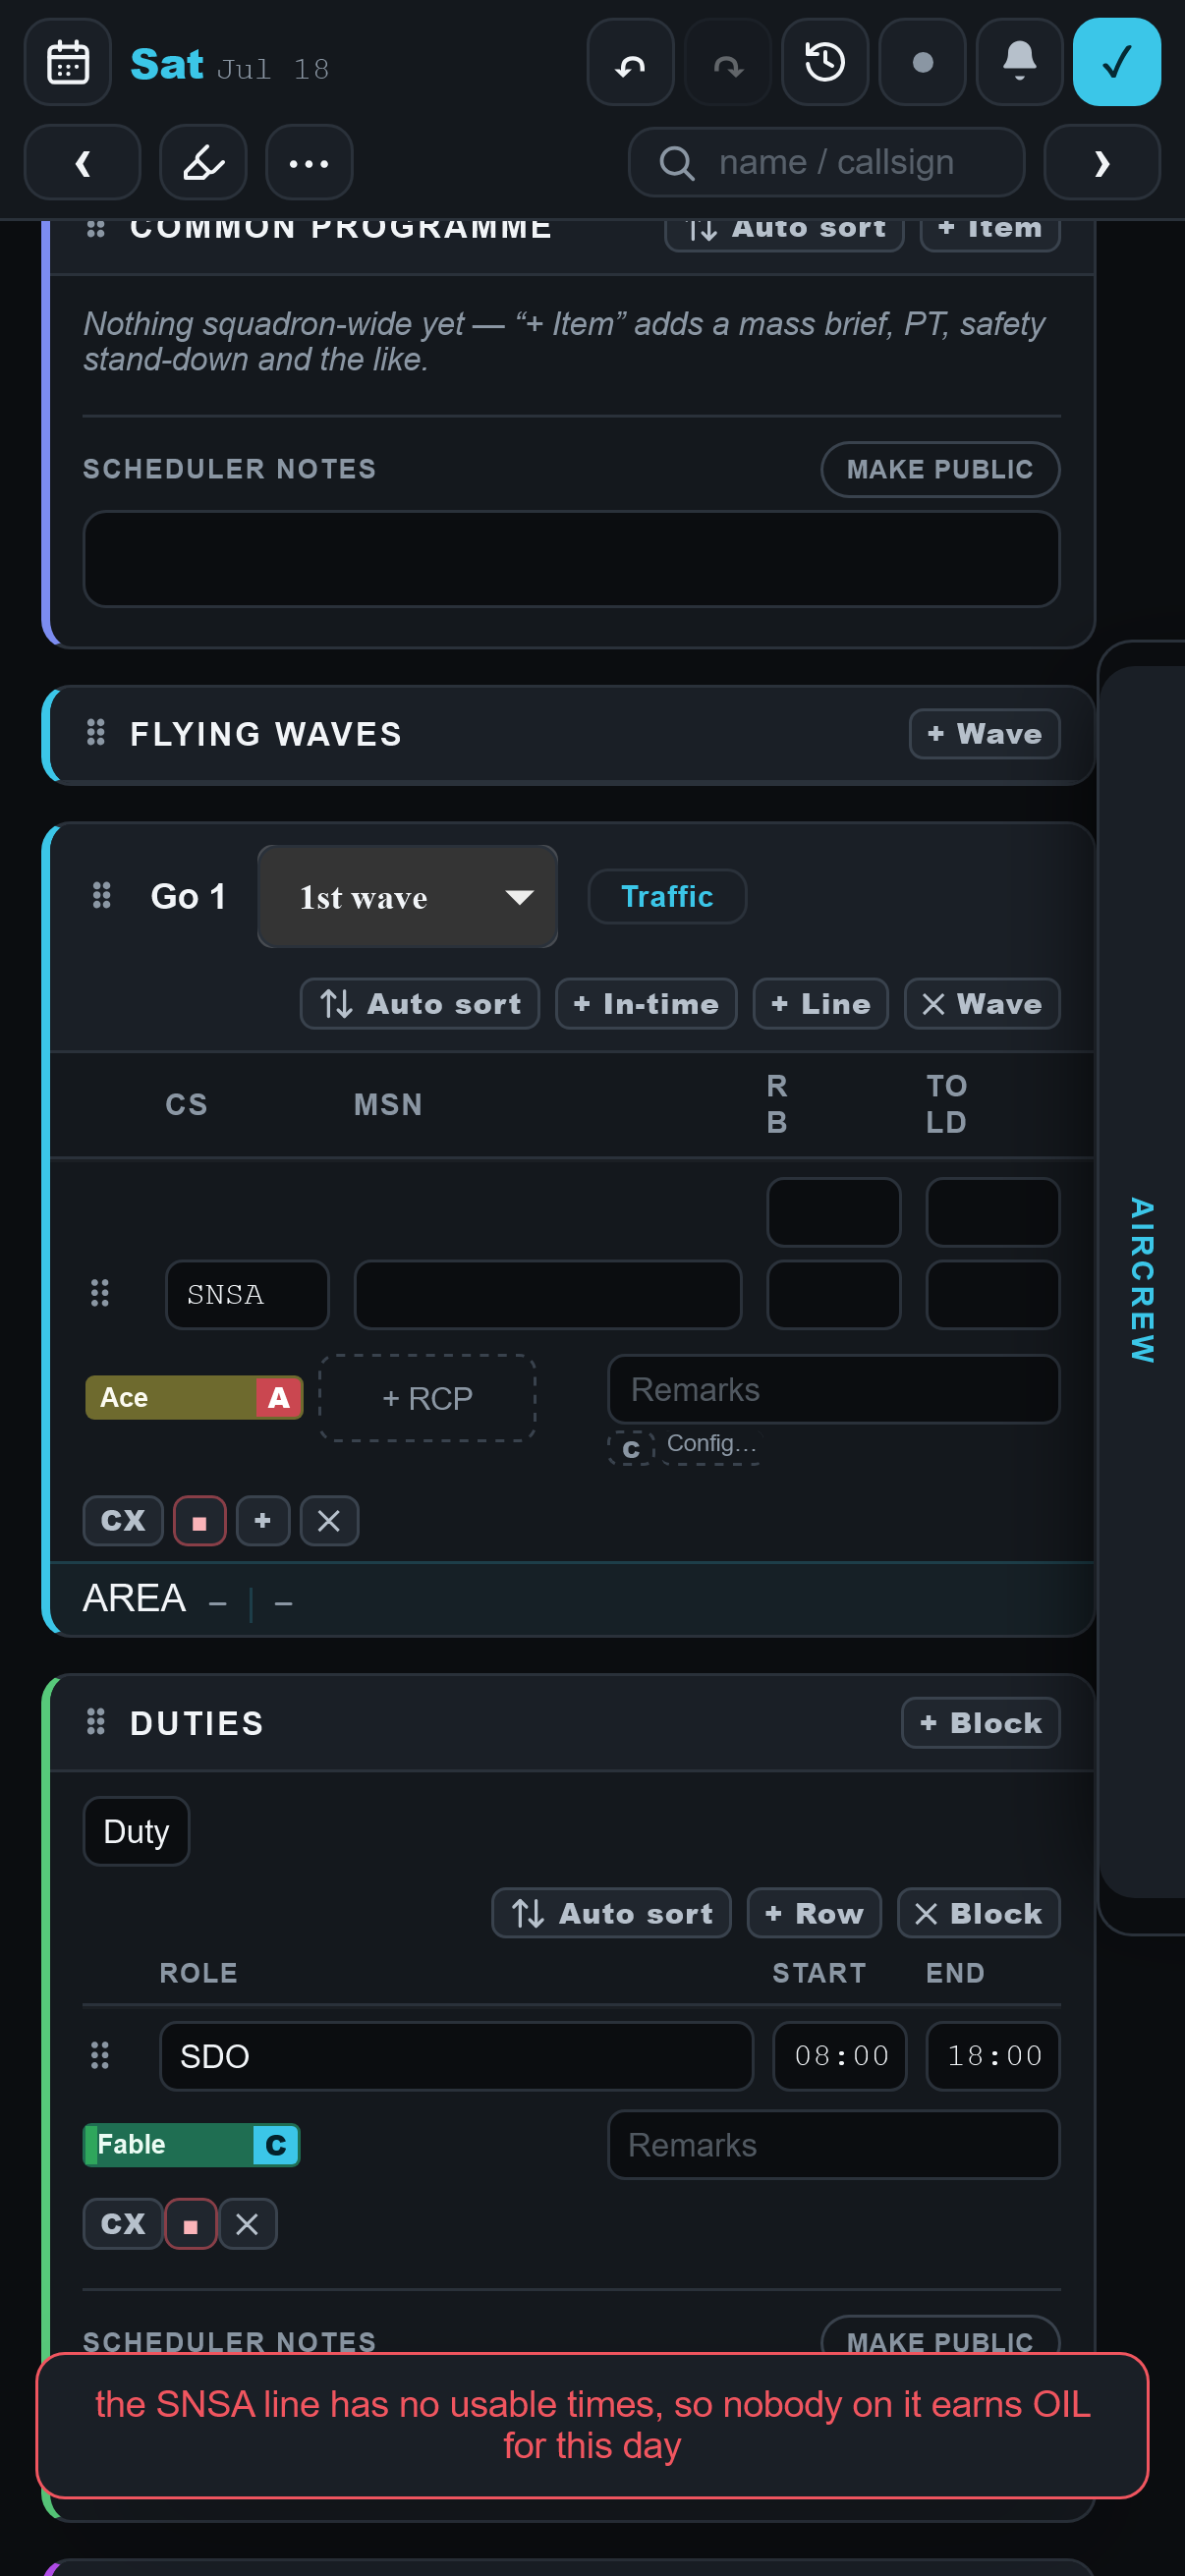 Sat Jul 18
name / callsign
COMMON PROGRAMME Auto sort + Item
Nothing squadron-wide yet — “+ Item” adds a mass brief, PT, safety
stand-down and the like.
SCHEDULER NOTES MAKE PUBLIC
FLYING WAVES + Wave
Go 1 1st wave Traffic
Auto sort + In-time + Line × Wave
CS MSN R TO
B LD
SNSA
AIRCREW
Ace A + RCP Remarks
C Config…
CX + ×
AREA – | –
DUTIES + Block
Duty
Auto sort + Row × Block
ROLE START END
SDO 08:00 18:00
Fable C Remarks
CX ×
SCHEDULER NOTES MAKE PUBLIC
the SNSA line has no usable times, so nobody on it earns OIL
for this day